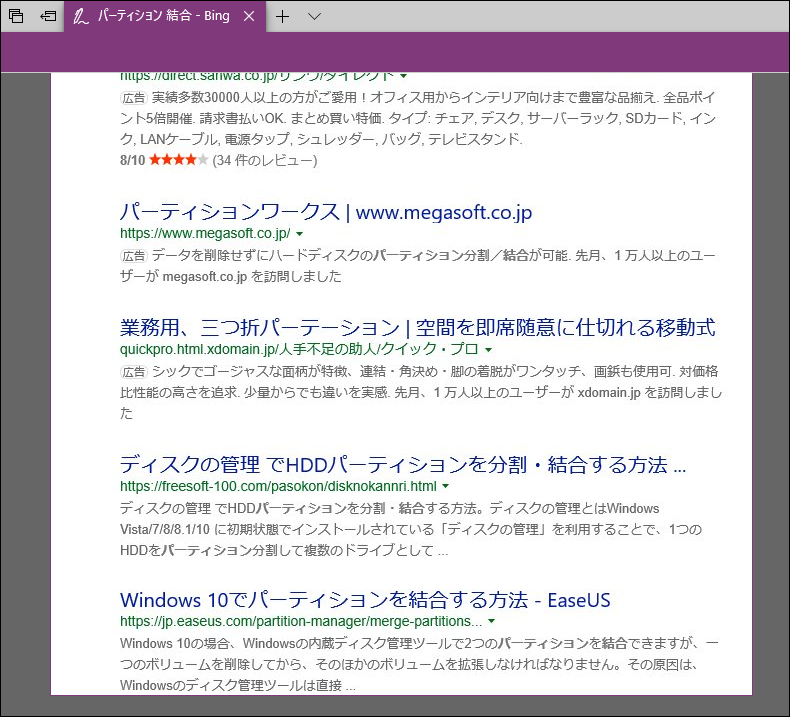 パーティション 結合 - Bing
https://direct.sanwa.co.jp/サンワ/ダイレクト
広告 実績多数30000人以上の方がご愛用！オフィス用からインテリア向けまで豊富な品揃え. 全品ポイ
ント5倍開催. 請求書払いOK. まとめ買い特価. タイプ: チェア, デスク, サーバーラック, SDカード, イン
ク, LANケーブル, 電源タップ, シュレッダー, バッグ, テレビスタンド.
8/10 ★★★★★ (34 件のレビュー)
パーティションワークス | www.megasoft.co.jp
https://www.megasoft.co.jp/
広告 データを削除せずにハードディスクのパーティション分割／結合が可能. 先月、1 万人以上のユー
ザーが megasoft.co.jp を訪問しました
業務用、三つ折パーテーション | 空間を即席随意に仕切れる移動式
quickpro.html.xdomain.jp/人手不足の助人/クイック・プロ
広告 シックでゴージャスな面柄が特徴、連結・角決め・脚の着脱がワンタッチ、画鋲も使用可. 対価格
比性能の高さを追求. 少量からでも違いを実感. 先月、1 万人以上のユーザーが xdomain.jp を訪問しまし
た
ディスクの管理 でHDDパーティションを分割・結合する方法 ...
https://freesoft-100.com/pasokon/disknokannri.html
ディスクの管理 でHDDパーティションを分割・結合する方法。ディスクの管理とはWindows
Vista/7/8/8.1/10 に初期状態でインストールされている「ディスクの管理」を利用することで、1つの
HDDをパーティション分割して複数のドライブとして ...
Windows 10でパーティションを結合する方法 - EaseUS
https://jp.easeus.com/partition-manager/merge-partitions...
Windows 10の場合、Windowsの内蔵ディスク管理ツールで2つのパーティションを結合できますが、一
つのボリュームを削除してから、そのほかのボリュームを拡張しなければなりません。その原因は、
Windowsのディスク管理ツールは直接 ...